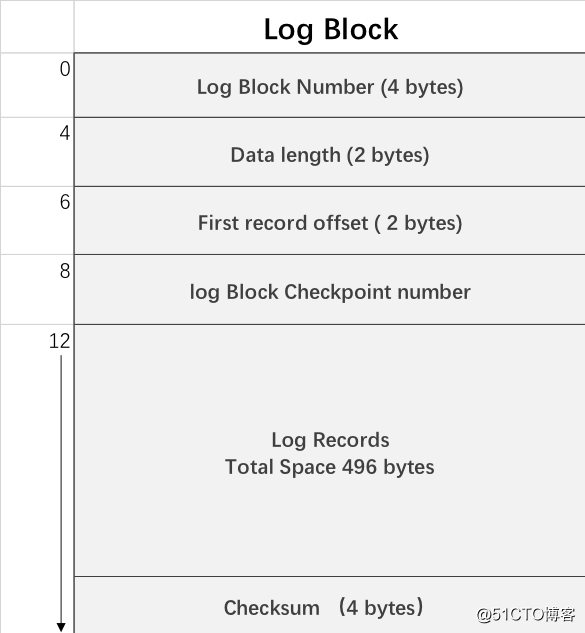 Log Block
0
Log Block Number (4 bytes)
4
Data length (2 bytes)
6
First record offset ( 2 bytes)
8
log Block Checkpoint number
12
Log Records
Total Space 496 bytes
Checksum （4 bytes）
@51CTO博客